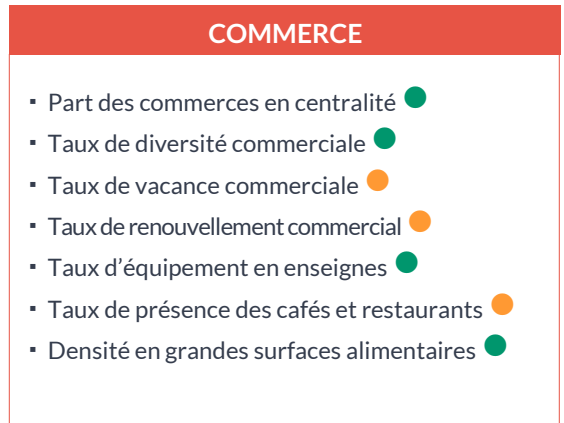 COMMERCE
▪ Part des commerces en centralité
▪ Taux de diversité commerciale
▪ Taux de vacance commerciale
▪ Taux de renouvellement commercial
▪ Taux d’équipement en enseignes
▪ Taux de présence des cafés et restaurants
▪ Densité en grandes surfaces alimentaires